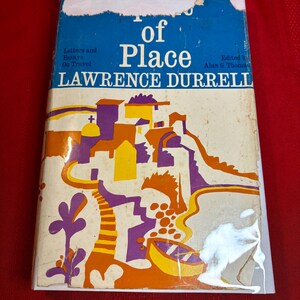 of
Place
Letters and
Essays
on Travel
Edited by
Alan G. Thomas
LAWRENCE DURRELL